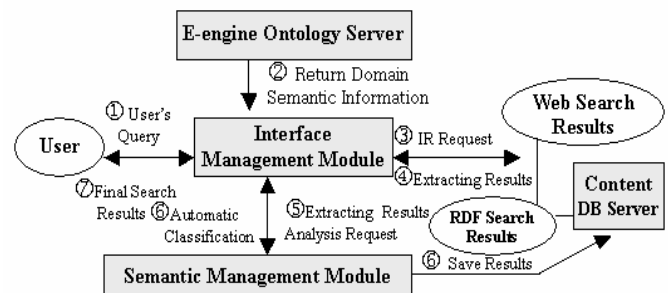 E-engine Ontology Server
② Return Domain
Semantic Information
① User's
Query
User
Interface
Management Module
③ IR Request
④Extracting Results
Web Search
Results
Content
DB Server
RDF Search
Results
⑦Final Search
Results
⑥Automatic
Classification
⑤Extracting Results
Analysis Request
⑥ Save Results
Semantic Management Module